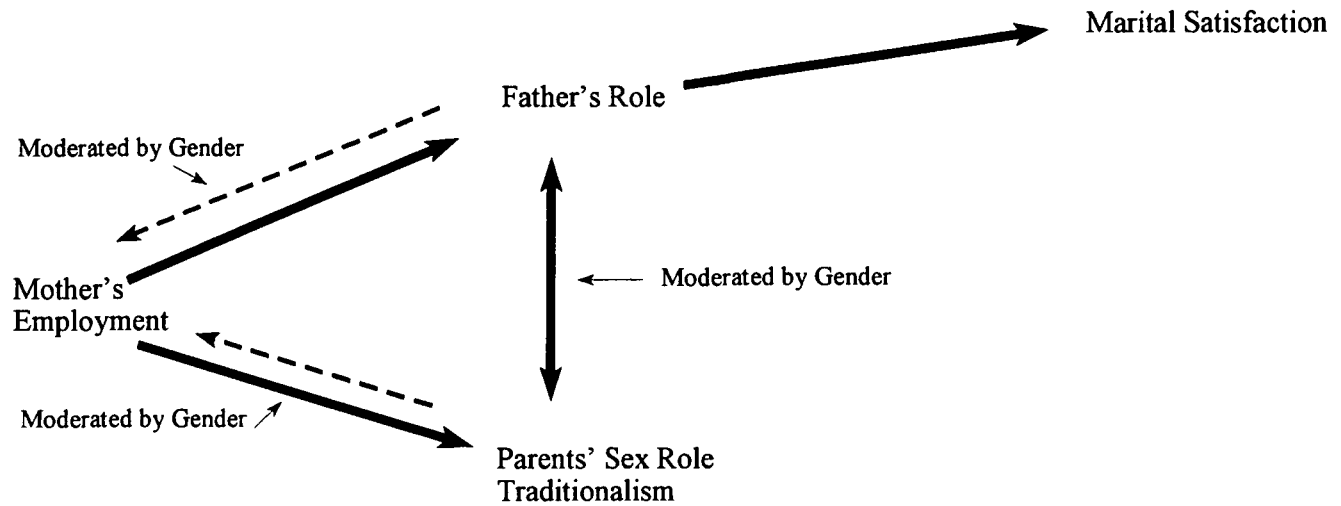 Marital Satisfaction
Father's Role
Moderated by Gender
Moderated by Gender
Mother's
Employment
Moderated by Gender
Parents' Sex Role
Traditionalism